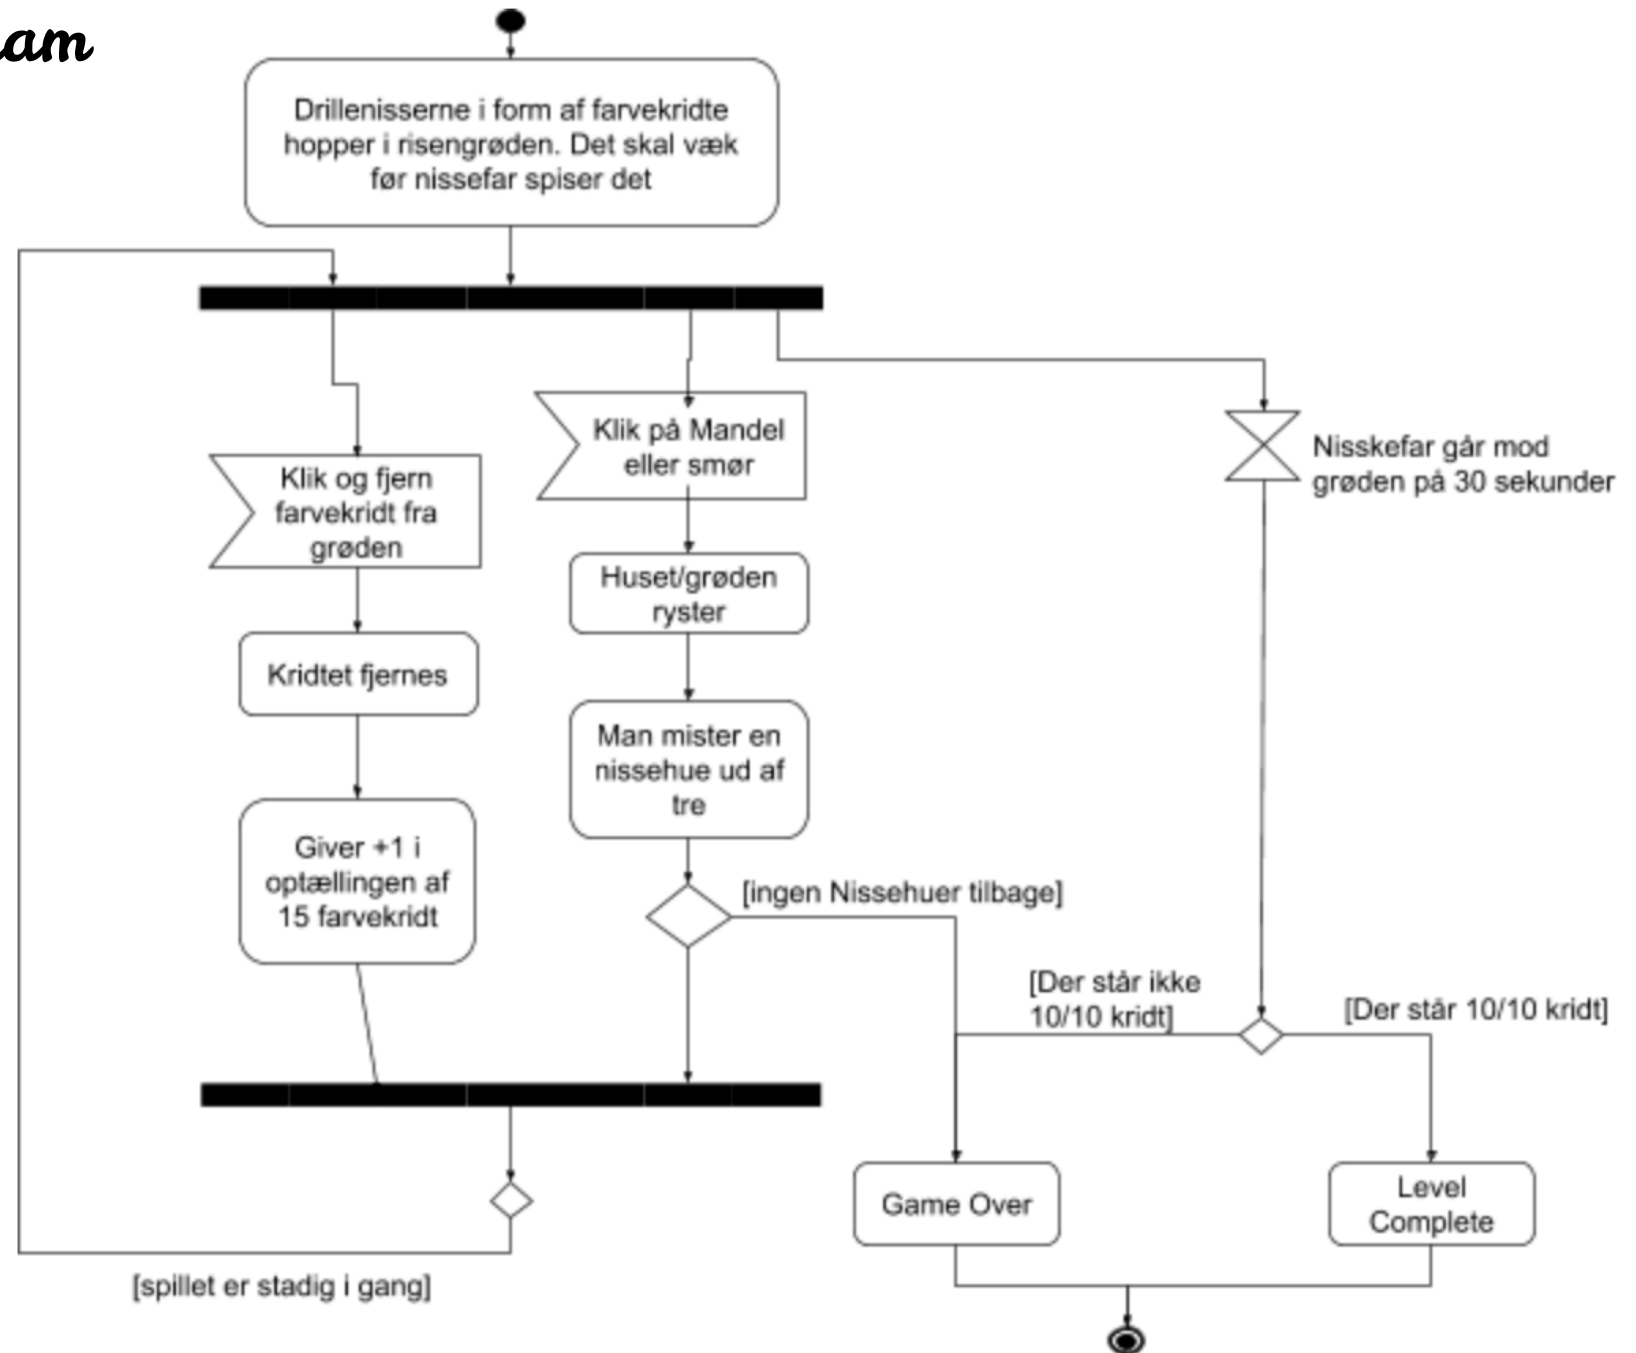 am
Drillenisserne i form af farvekridte
hopper i risengrøden. Det skal væk
før nissefar spiser det
Klik og fjern
farvekridt fra
grøden
Kridtet fjernes
Giver +1 i
optællingen af
15 farvekridt
Klik på Mandel
eller smør
Huset/grøden
ryster
Man mister en
nissehue ud af
tre
[ingen Nissehuer tilbage]
Nisskefar går mod
grøden på 30 sekunder
[Der står ikke
10/10 kridt]
[Der står 10/10 kridt]
Game Over
Level
Complete
[spillet er stadig i gang]